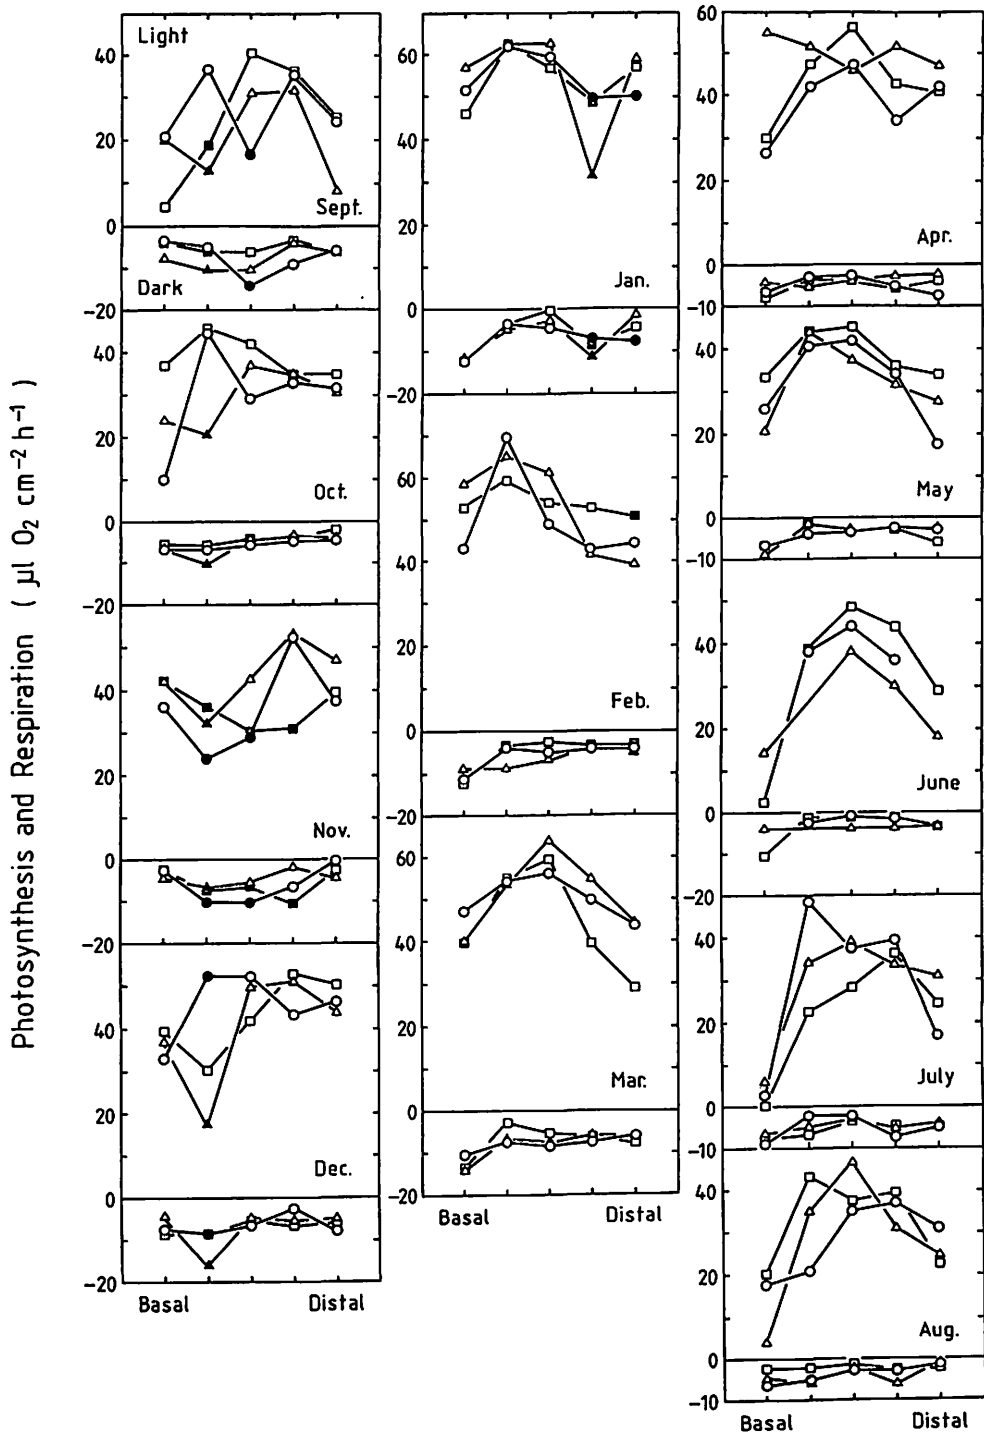 Photosynthesis and Respiration ( µl O2 cm−2 h−1 )
Light
40
20
Sept.
0
Dark
−20
40
20
Oct.
0
−20
40
20
Nov.
0
−20
40
20
Dec.
0
−20
Basal Distal
60
40
20
Jan.
0
−20
60
40
20
Feb.
0
−20
60
40
20
Mar.
0
−20
Basal Distal
60
40
20
Apr.
0
−10
40
20
May
0
−10
40
20
June
0
−20
40
20
July
0
−10
40
20
Aug.
0
−10
Basal Distal